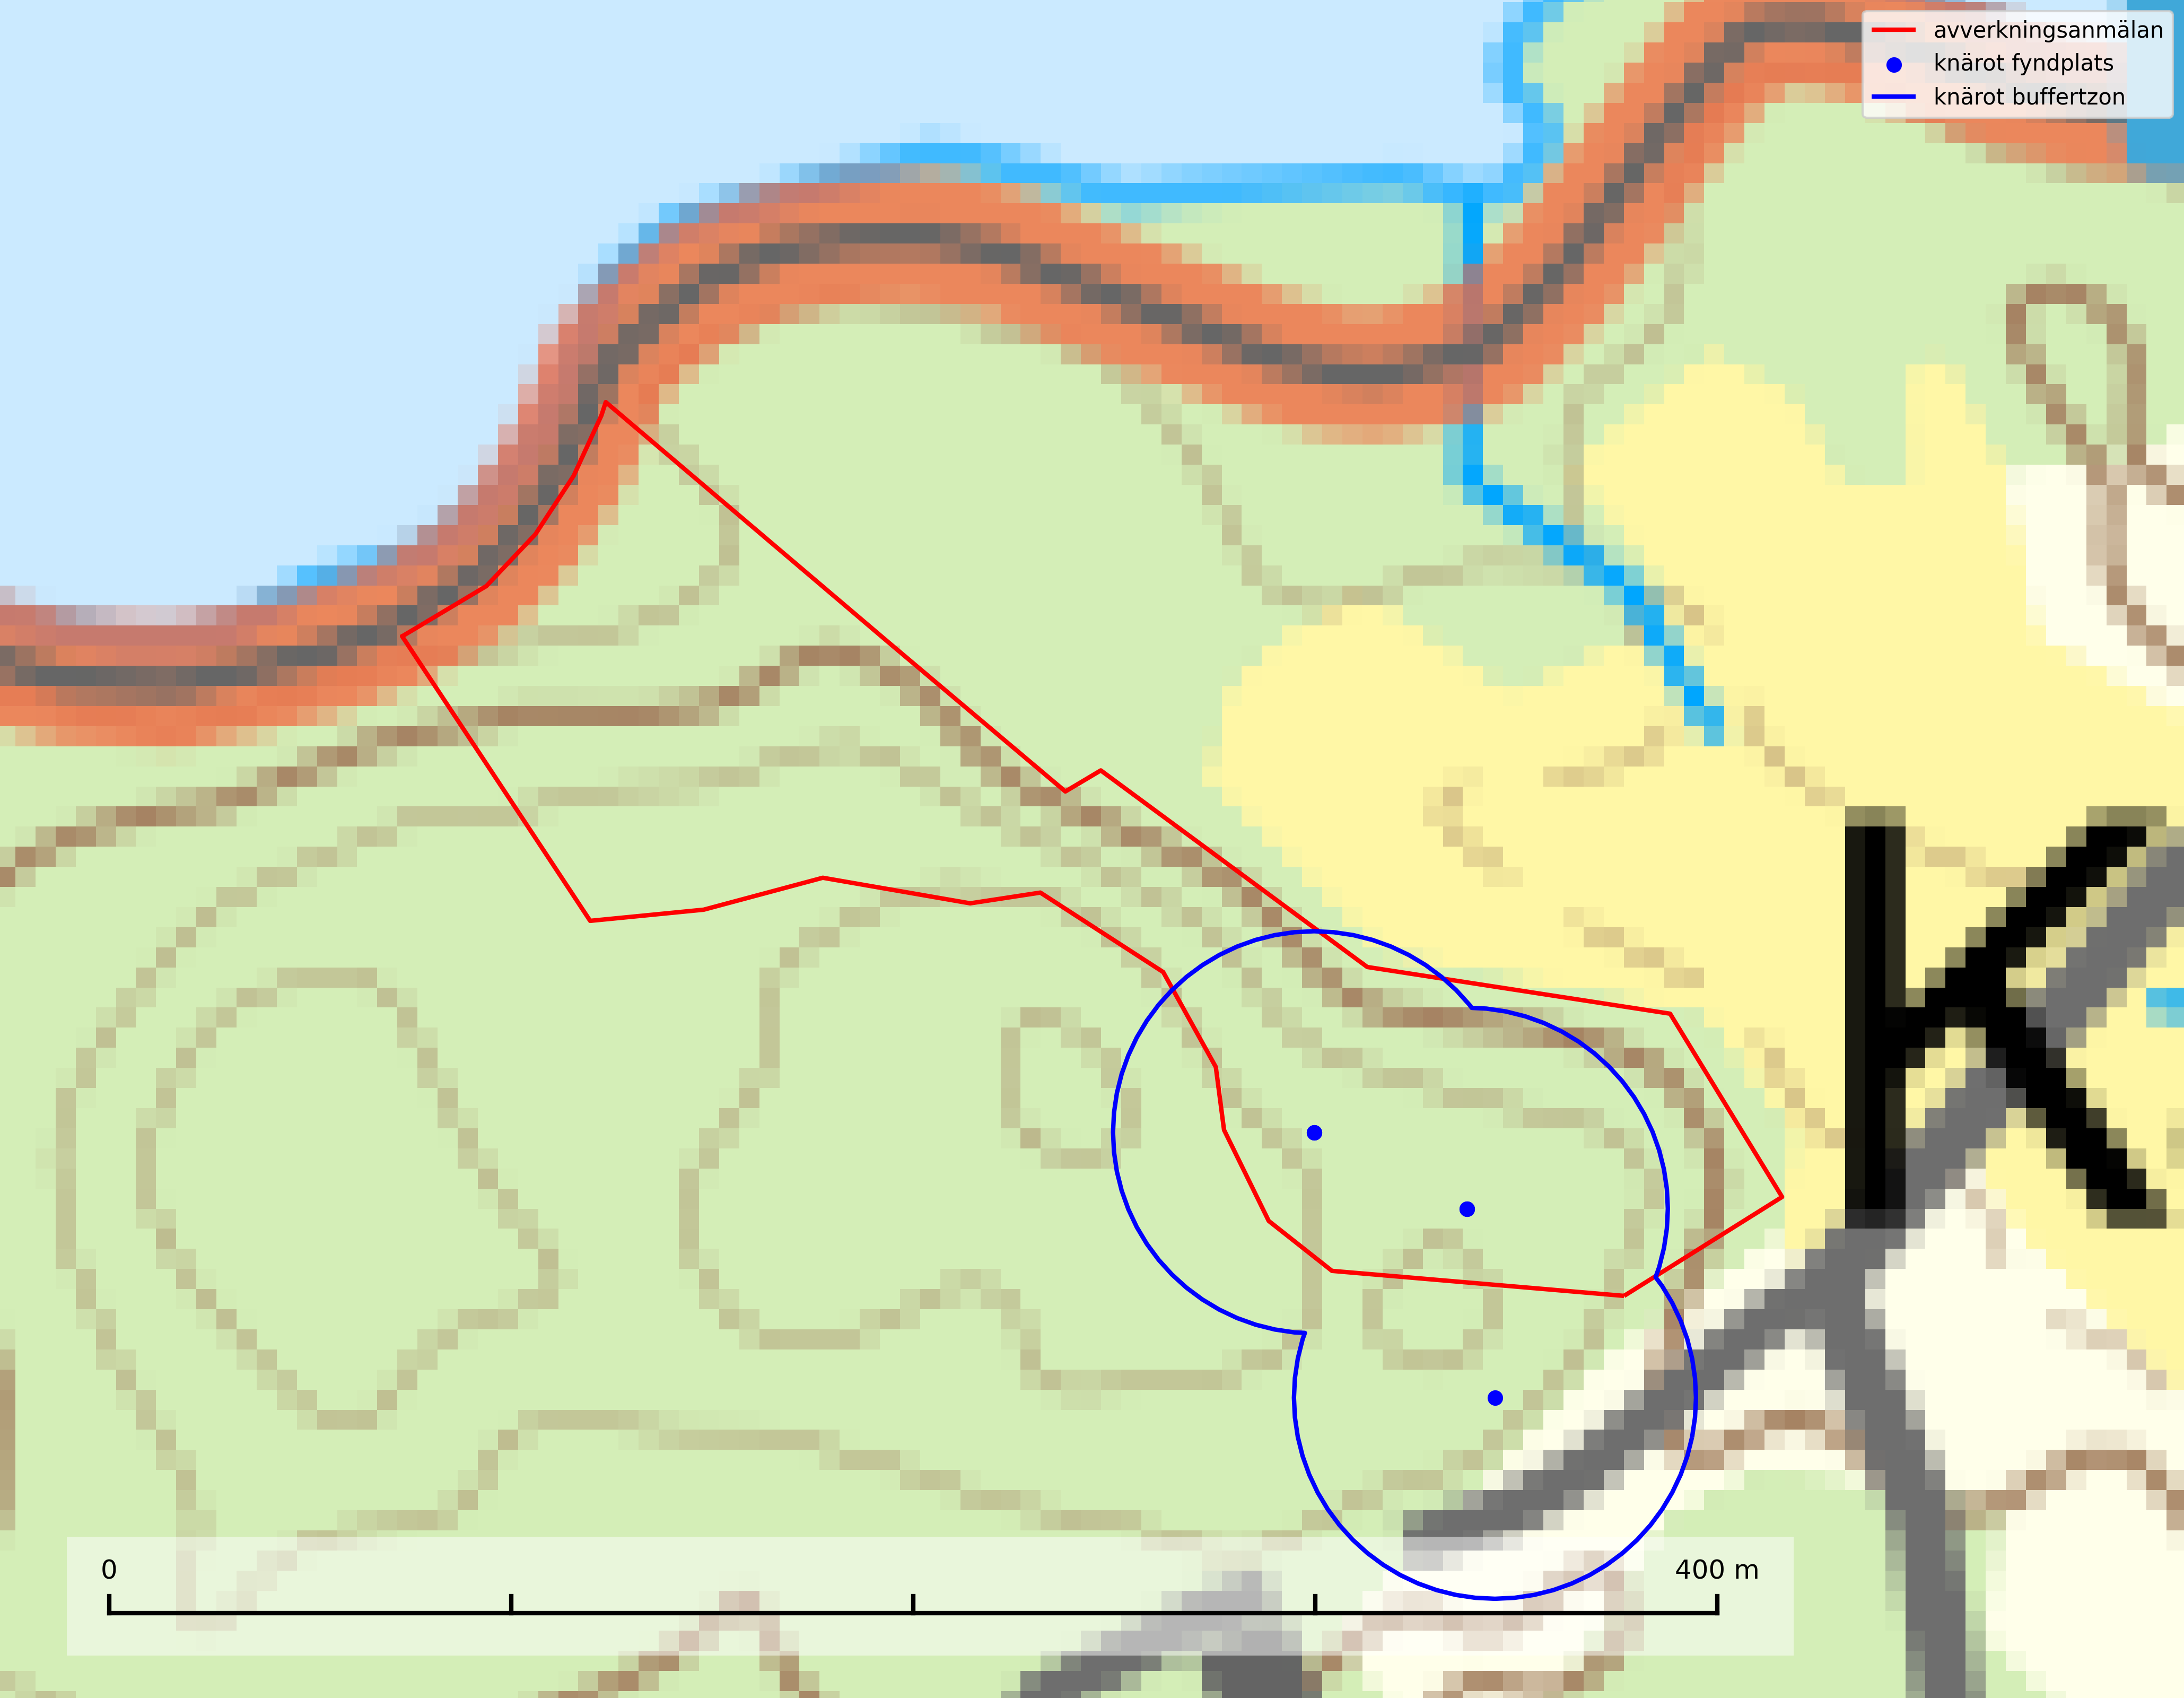 avverkningsanmälan
knärot fyndplats
knärot buffertzon
0
400 m